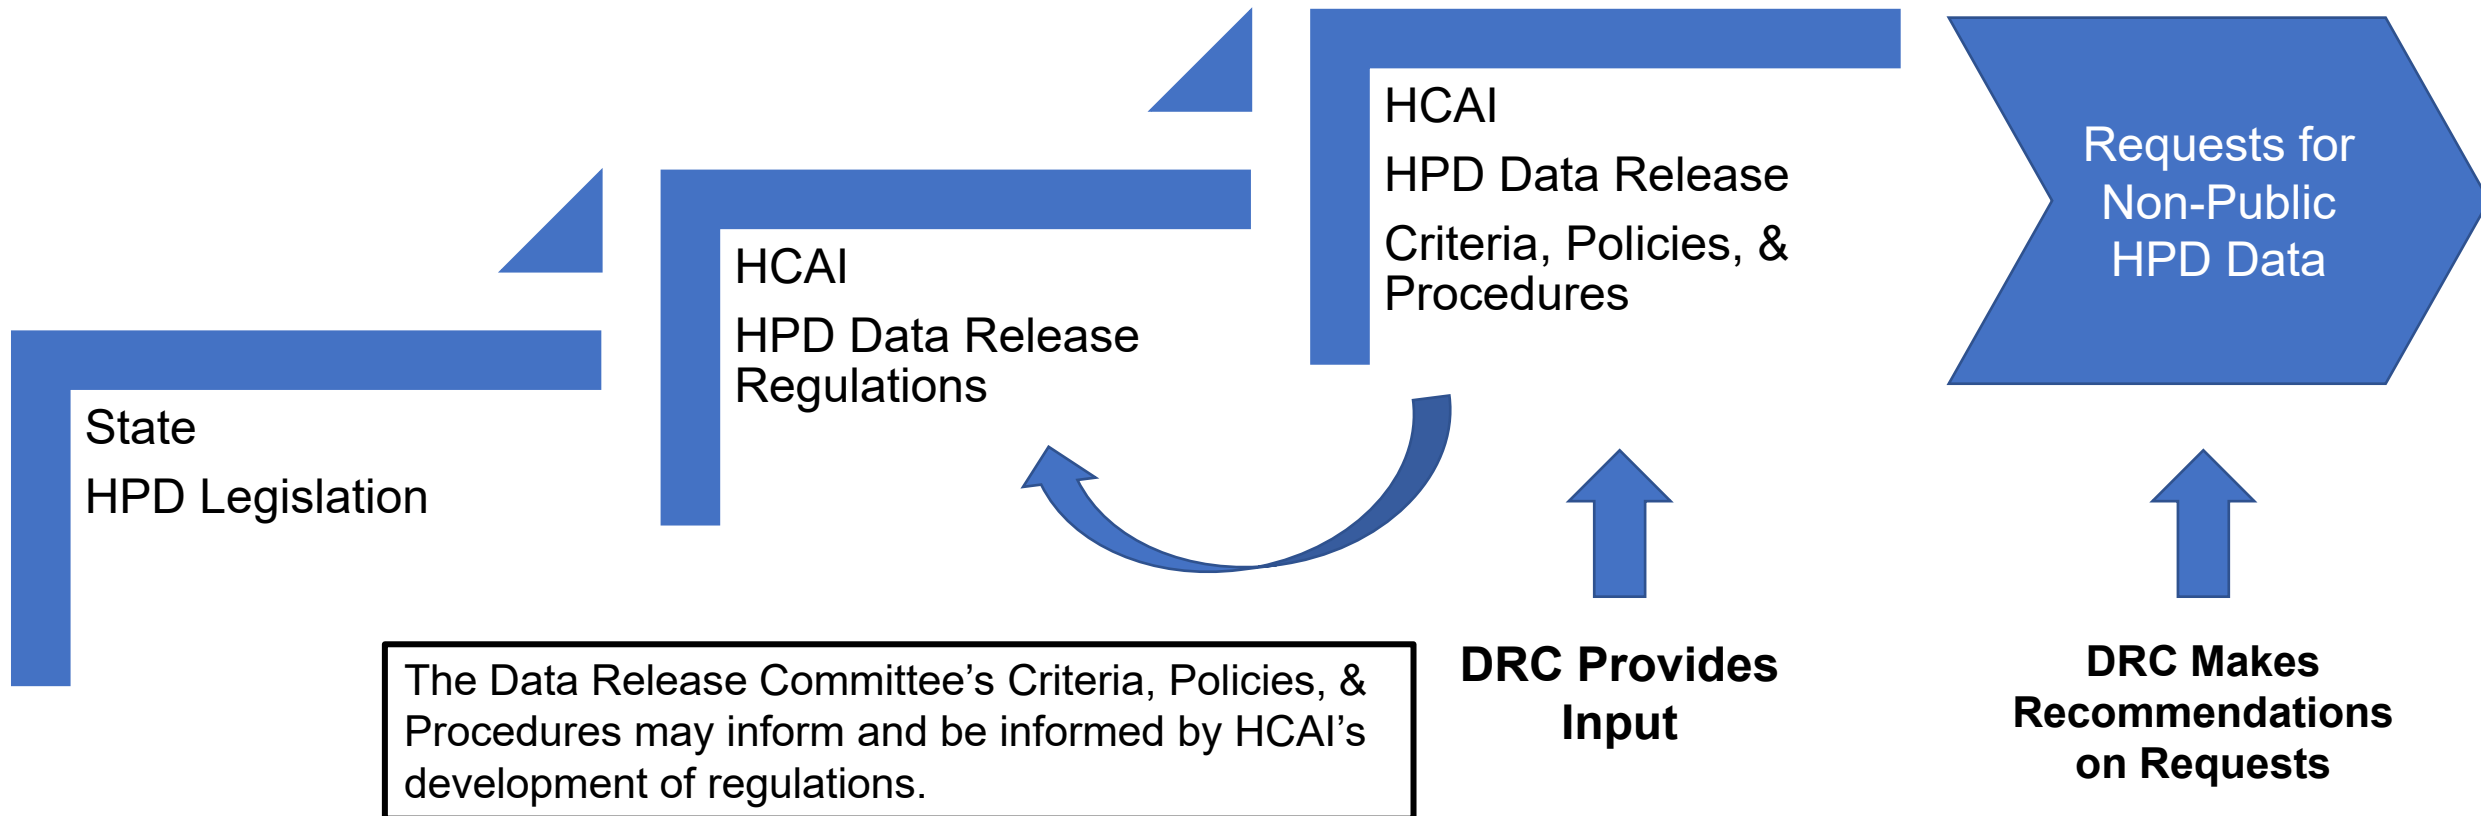 State
HPD Legislation
HCAI
HPD Data Release
Regulations
HCAI
HPD Data Release
Criteria, Policies, &
Procedures
Requests for
Non-Public
HPD Data
The Data Release Committee’s Criteria, Policies, &
Procedures may inform and be informed by HCAI’s
development of regulations.
DRC Provides
Input
DRC Makes
Recommendations
on Requests